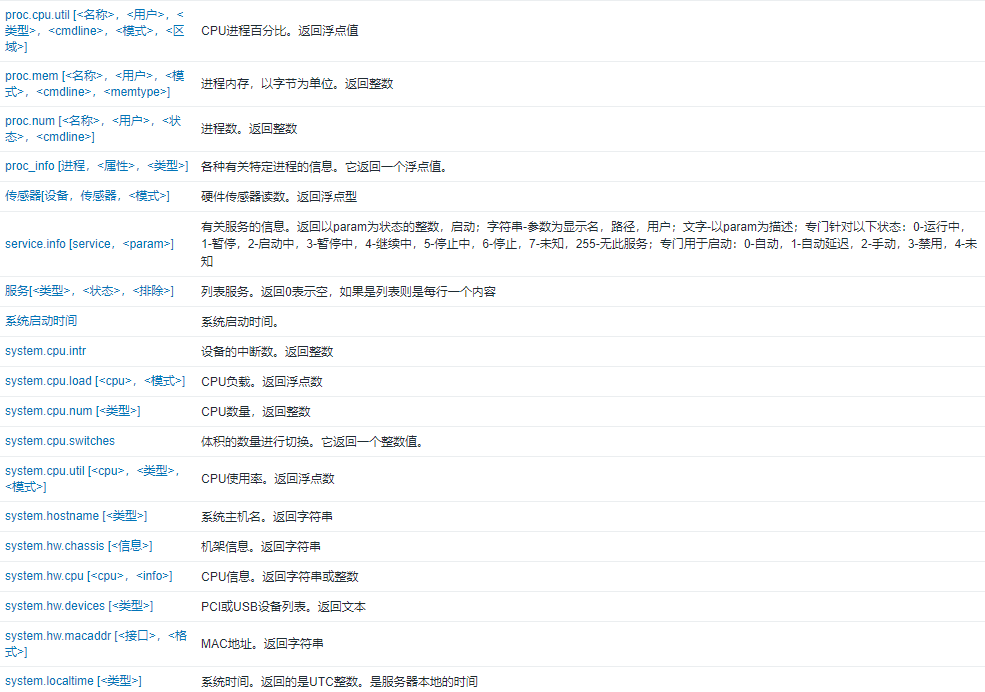 proc.cpu.util [<名称>，<用户>，<
类型>，<cmdline>，<模式>，<区
域>]
CPU进程百分比。返回浮点值
proc.mem [<名称>，<用户>，<模
式>，<cmdline>，<memtype>]
进程内存，以字节为单位。返回整数
proc.num [<名称>，<用户>，<状
态>，<cmdline>]
进程数。返回整数
proc_info [进程，<属性>，<类型>]
各种有关特定进程的信息。它返回一个浮点值。
传感器[设备，传感器，<模式>]
硬件传感器读数。返回浮点型
service.info [service，<param>]
有关服务的信息。返回以param为状态的整数，启动；字符串-参数为显示名，路径，用户；文字-以param为描述；专门针对以下状态：0-运行中，
1-暂停，2-启动中，3-暂停中，4-继续中，5-停止中，6-停止，7-未知，255-无此服务；专门用于启动：0-自动，1-自动延迟，2-手动，3-禁用，4-未
知
服务[<类型>，<状态>，<排除>]
列表服务。返回0表示空，如果是列表则是每行一个内容
系统启动时间
系统启动时间。
system.cpu.intr
设备的中断数。返回整数
system.cpu.load [<cpu>，<模式>]
CPU负载。返回浮点数
system.cpu.num [<类型>]
CPU数量，返回整数
system.cpu.switches
体积的数量进行切换。它返回一个整数值。
system.cpu.util [<cpu>，<类型>，
<模式>]
CPU使用率。返回浮点数
system.hostname [<类型>]
系统主机名。返回字符串
system.hw.chassis [<信息>]
机架信息。返回字符串
system.hw.cpu [<cpu>，<info>]
CPU信息。返回字符串或整数
system.hw.devices [<类型>]
PCI或USB设备列表。返回文本
system.hw.macaddr [<接口>，<格
式>]
MAC地址。返回字符串
system.localtime [<类型>]
系统时间。返回的是UTC整数。是服务器本地的时间